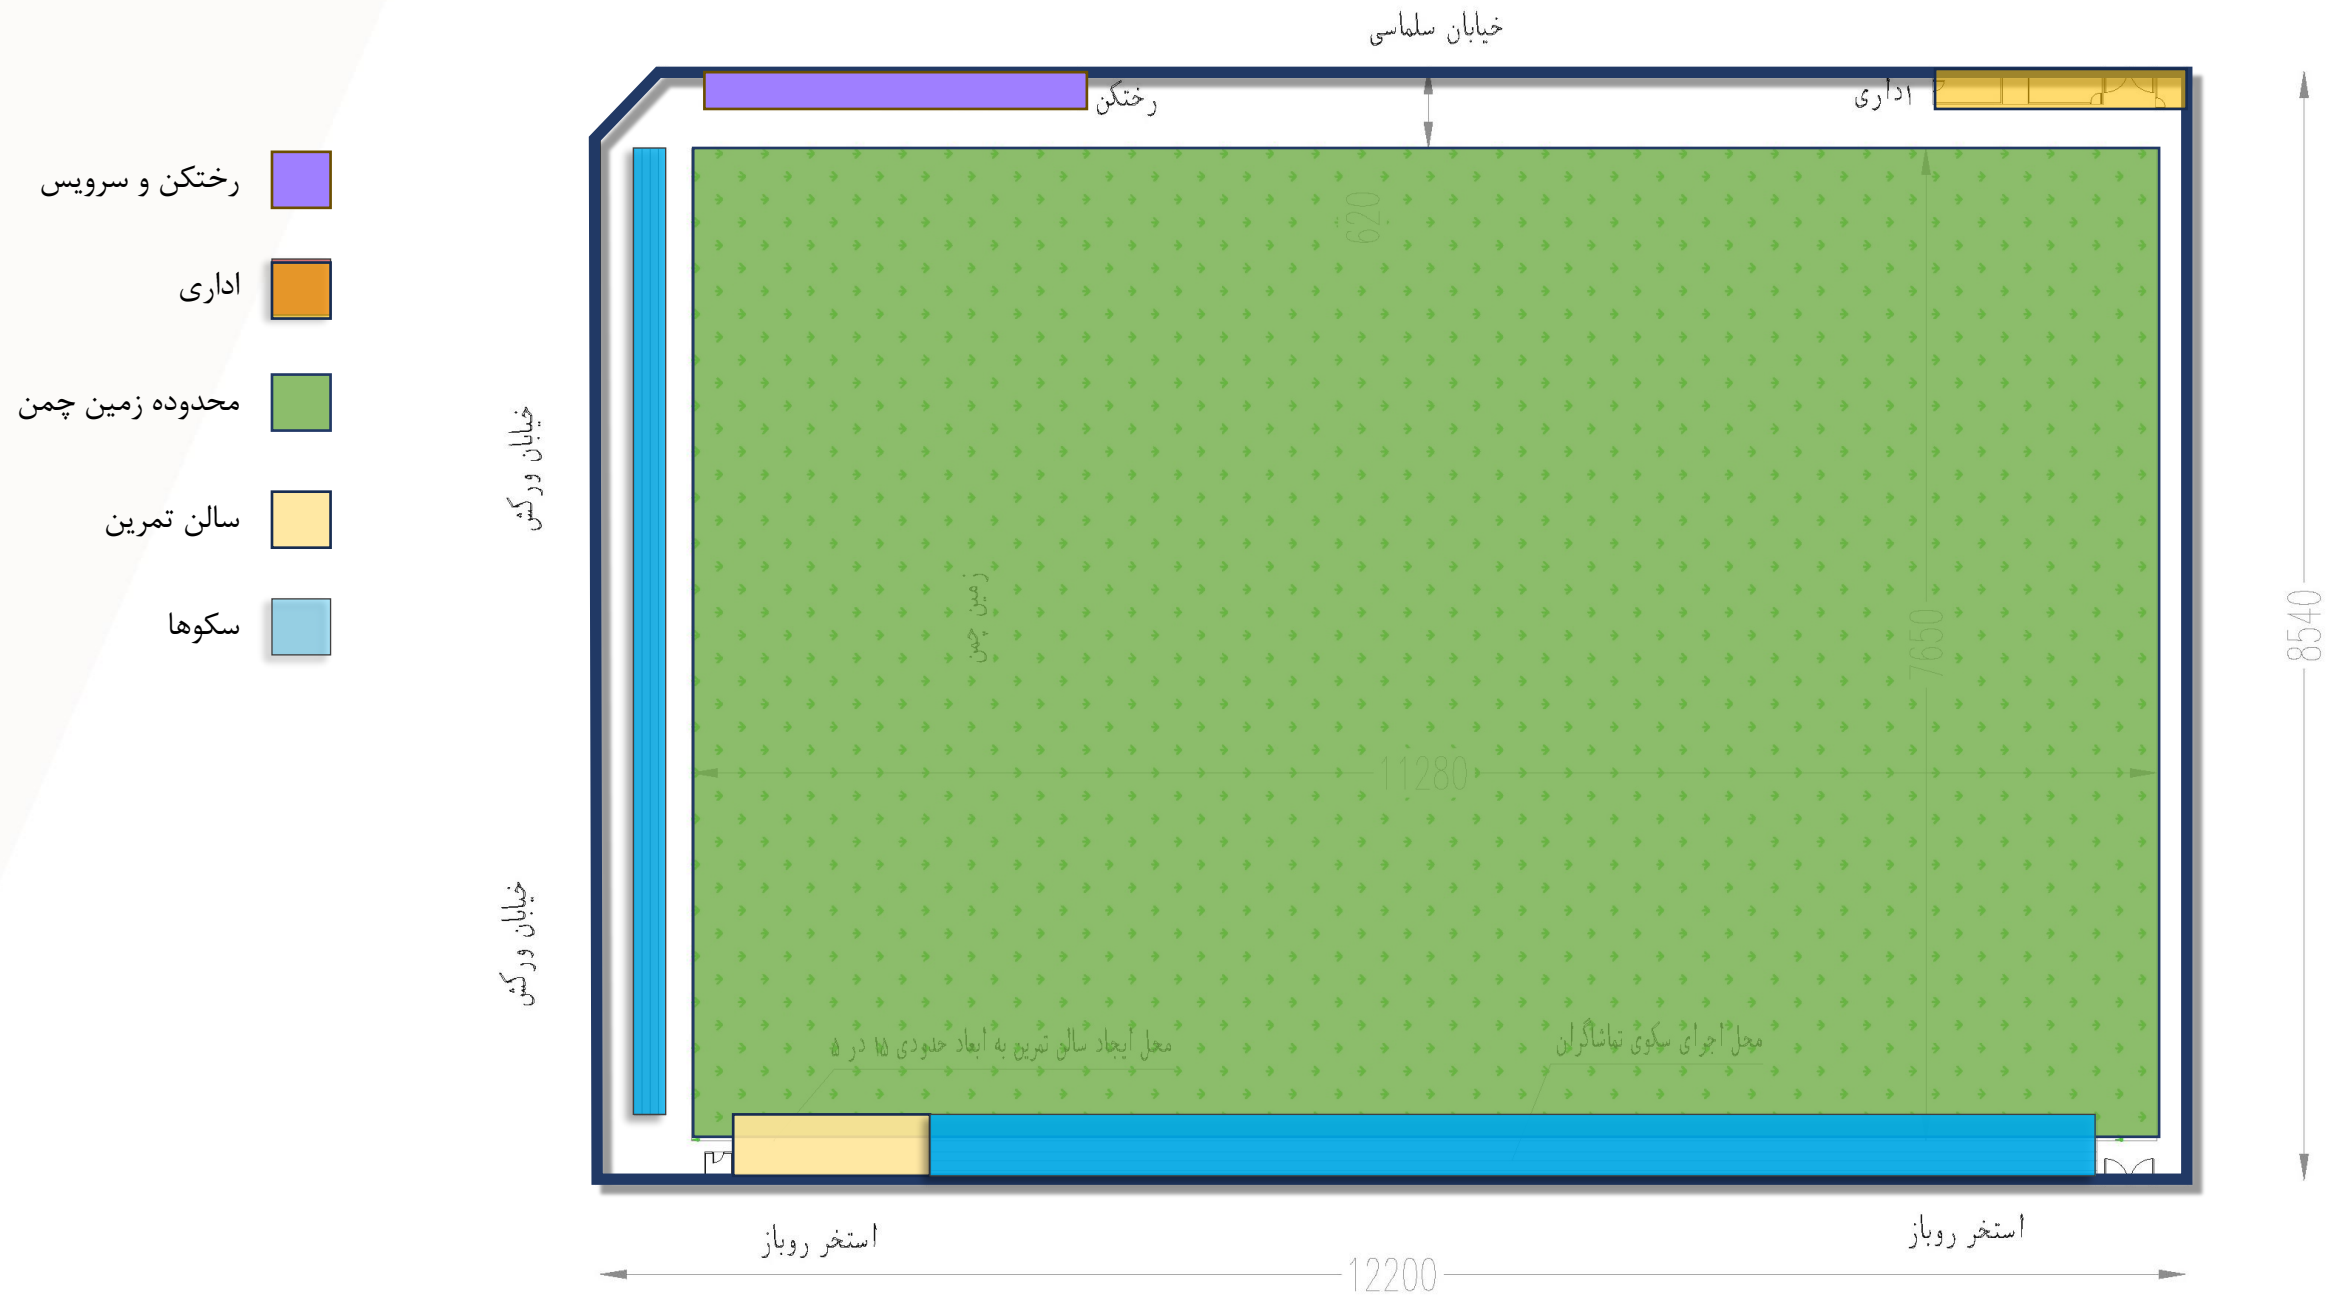 خیابان سلماسی
رختکن
اداری
رختکن و سرویس
اداری
محدوده زمین چمن
سالن تمرین
سکوها
620
خیابان ورکش
زمین چمن
7650
8540
11280
خیابان ورکش
محل اجرای سکوی تماشاگران
محل ایجاد سالن تمرین به ابعاد حدودی ۱۵ در ۵
استخر روباز
استخر روباز
12200